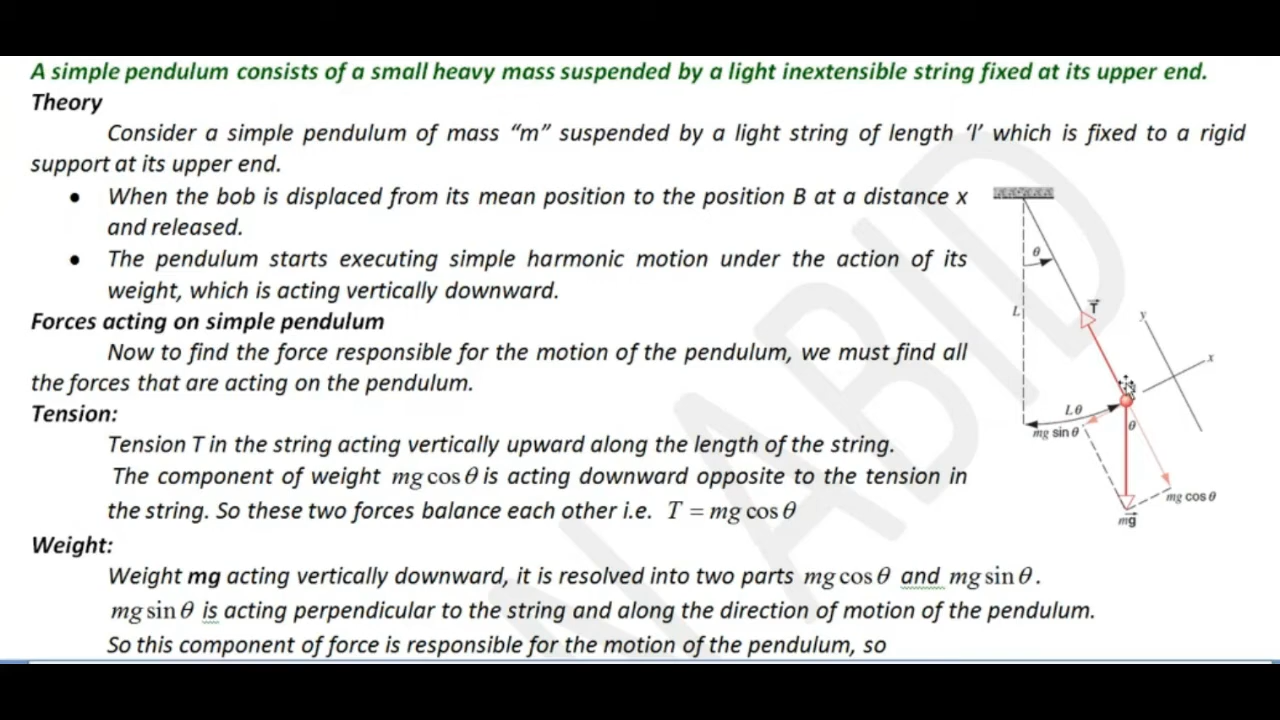 A simple pendulum consists of a small heavy mass suspended by a light inextensible string fixed at its upper end.
Theory
Consider a simple pendulum of mass “m” suspended by a light string of length ‘l’ which is fixed to a rigid
support at its upper end.
• When the bob is displaced from its mean position to the position B at a distance x
and released.
• The pendulum starts executing simple harmonic motion under the action of its
weight, which is acting vertically downward.
Forces acting on simple pendulum
Now to find the force responsible for the motion of the pendulum, we must find all
the forces that are acting on the pendulum.
Tension:
Tension T in the string acting vertically upward along the length of the string.
The component of weight mg cos θ is acting downward opposite to the tension in
the string. So these two forces balance each other i.e. T = mg cos θ
Weight:
Weight mg acting vertically downward, it is resolved into two parts mg cos θ and mg sin θ.
mg sin θ is acting perpendicular to the string and along the direction of motion of the pendulum.
So this component of force is responsible for the motion of the pendulum, so
θ
L
T
y
x
Lθ
mg sin θ
θ
mg cos θ
mg
N ABID